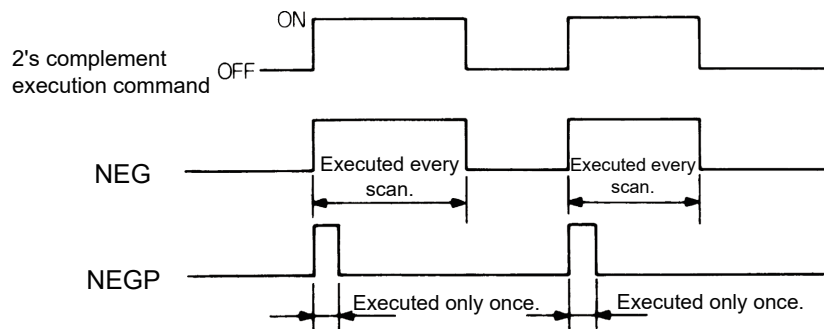 ON
2's complement
execution command
OFF
NEG
Executed every
scan.
Executed every
scan.
NEGP
Executed only once.
Executed only once.